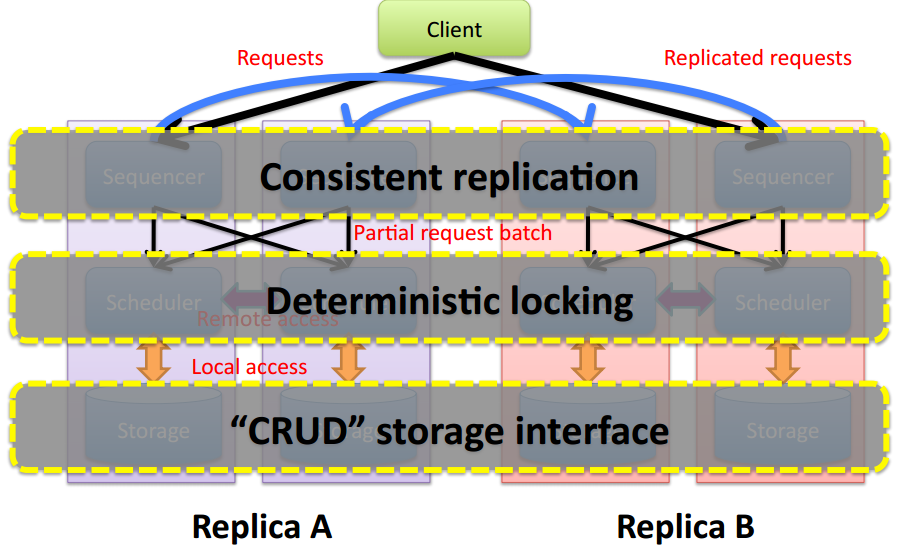 Client
Requests
Replicated requests
Sequencer
Consistent replication
Sequencer
Partial request batch
Scheduler
Deterministic locking
Scheduler
Remote access
Local access
Storage
“CRUD” storage interface
Storage
Replica A
Replica B